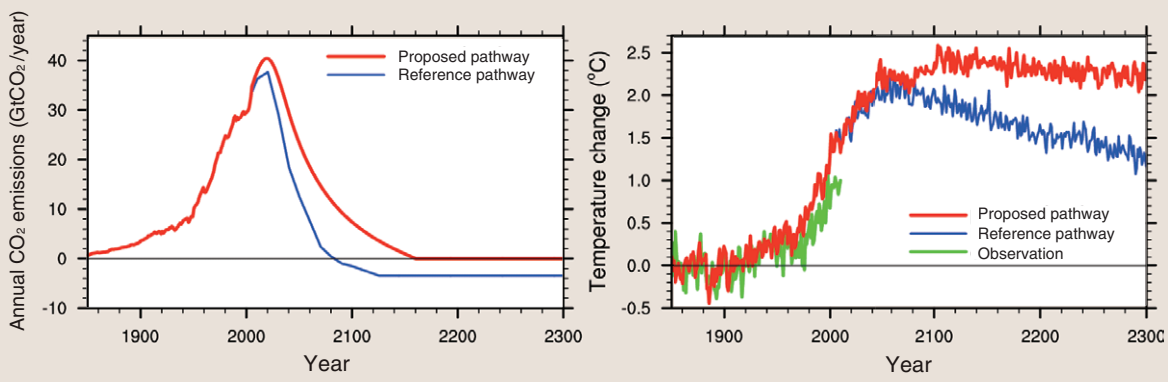 Annual CO₂ emissions (GtCO₂/year)
40
30
20
10
0
-10
Proposed pathway
Reference pathway
1900 2000 2100 2200 2300
Year
Temperature change (°C)
2.5
2.0
1.5
1.0
0.5
0.0
-0.5
Proposed pathway
Reference pathway
Observation
1900 2000 2100 2200 2300
Year